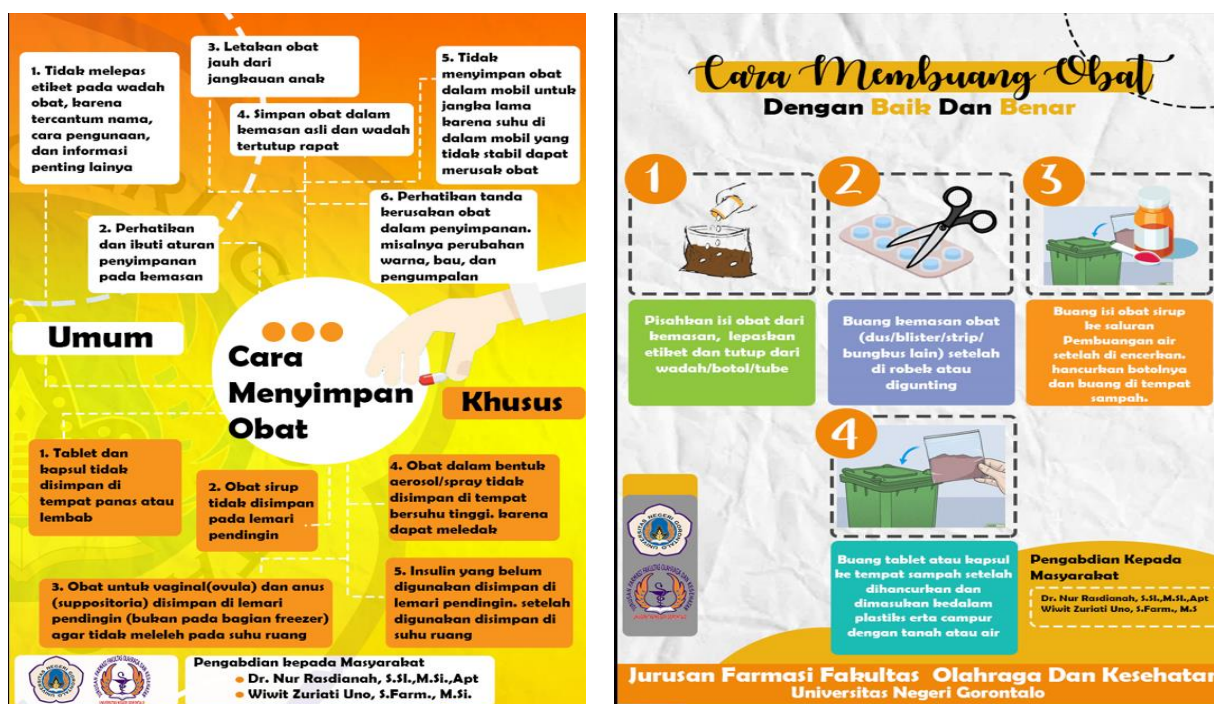 1. Tidak melepas
etiket pada wadah
obat, karena
tercantum nama,
cara pengunaan,
dan informasi
penting lainya
2. Perhatikan
dan ikuti aturan
penyimpanan
pada kemasan
3. Letakan obat
jauh dari
jangkauan anak
4. Simpan obat dalam
kemasan asli dan wadah
tertutup rapat
5. Tidak
menyimpan obat
dalam mobil untuk
jangka lama
karena suhu di
dalam mobil yang
tidak stabil dapat
merusak obat
6. Perhatikan tanda
kerusakan obat
dalam penyimpanan.
misalnya perubahan
warna, bau, dan
pengumpalan
Umum
Cara
Menyimpan
Obat
Khusus
1. Tablet dan
kapsul tidak
disimpan di
tempat panas atau
lembab
2. Obat sirup
tidak disimpan
pada lemari
pendingin
3. Obat untuk vaginal(ovula) dan anus
(suppositoria) disimpan di lemari
pendingin (bukan pada bagian freezer)
agar tidak meleleh pada suhu ruang
4. Obat dalam bentuk
aerosol/spray tidak
disimpan di tempat
bersuhu tinggi. karena
dapat meledak
5. Insulin yang belum
digunakan disimpan di
lemari pendingin. setelah
digunakan disimpan di
suhu ruang
Pengabdian kepada Masyarakat
Dr. Nur Rasdianah, S.SI.,M.Si.,Apt
Wiwit Zuriati Uno, S.Farm., M.Si.
Cara Membuang Obat
Dengan Baik Dan Benar
1
Pisahkan isi obat dari
kemasan, lepaskan
etiket dan tutup dari
wadah/botol/tube
2
Buang kemasan obat
(dus/blister/strip/
bungkus lain) setelah
di robek atau
digunting
3
Buang isi obat sirup
ke saluran
Pembuangan air
setelah di encerkan.
hancurkan botolnya
dan buang di tempat
sampah.
4
Buang tablet atau kapsul
ke tempat sampah setelah
dihancurkan dan
dimasukan kedalam
plastiks erta campur
dengan tanah atau air
UNIVERSITAS NEGERI GORONTALO
JURUSAN FARMASI FAKULTAS OLAHRAGA DAN KESEHATAN
Pengabdian Kepada
Masyarakat
Dr. Nur Rasdianah, S.SI.,M.SI.,Apt
Wiwit Zuriati Uno, S.Farm., M.S
Jurusan Farmasi Fakultas Olahraga Dan Kesehatan
Universitas Negeri Gorontalo